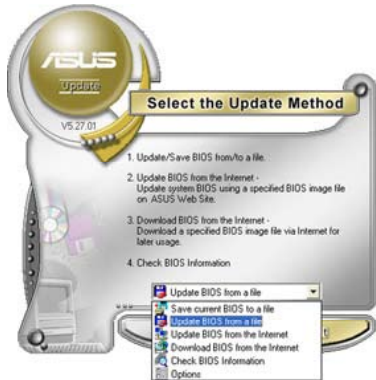 ASUS
Update
V5.27.01
Select the Update Method
1. Update/Save BIOS from/to a file.
2. Update BIOS from the Internet -
Update system BIOS using a specified BIOS image file
on ASUS Web Site.
3. Download BIOS from the Internet -
Download a specified BIOS image file via Internet for
later usage.
4. Check BIOS Information
Update BIOS from a file
Save current BIOS to a file
Update BIOS from a file
Update BIOS from the Internet
Download BIOS from the Internet
Check BIOS Information
Options